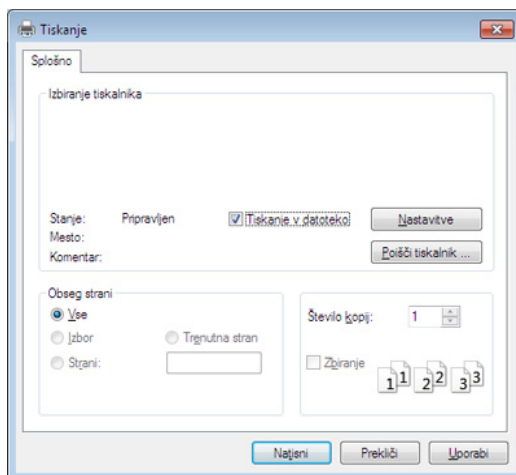 Tiskanje
Splošno
Izbiranje tiskalnika
Stanje: Pripravljen
Tiskanje v datoteko
Nastavitve
Mesto:
Komentar:
Poišči tiskalnik ...
Obseg strani
Vse
Izbor
Trenutna stran
Strani:
Število kopij: 1
Zbiranje
1 1 2 2 3 3
Natisni
Prekliči
Uporabi